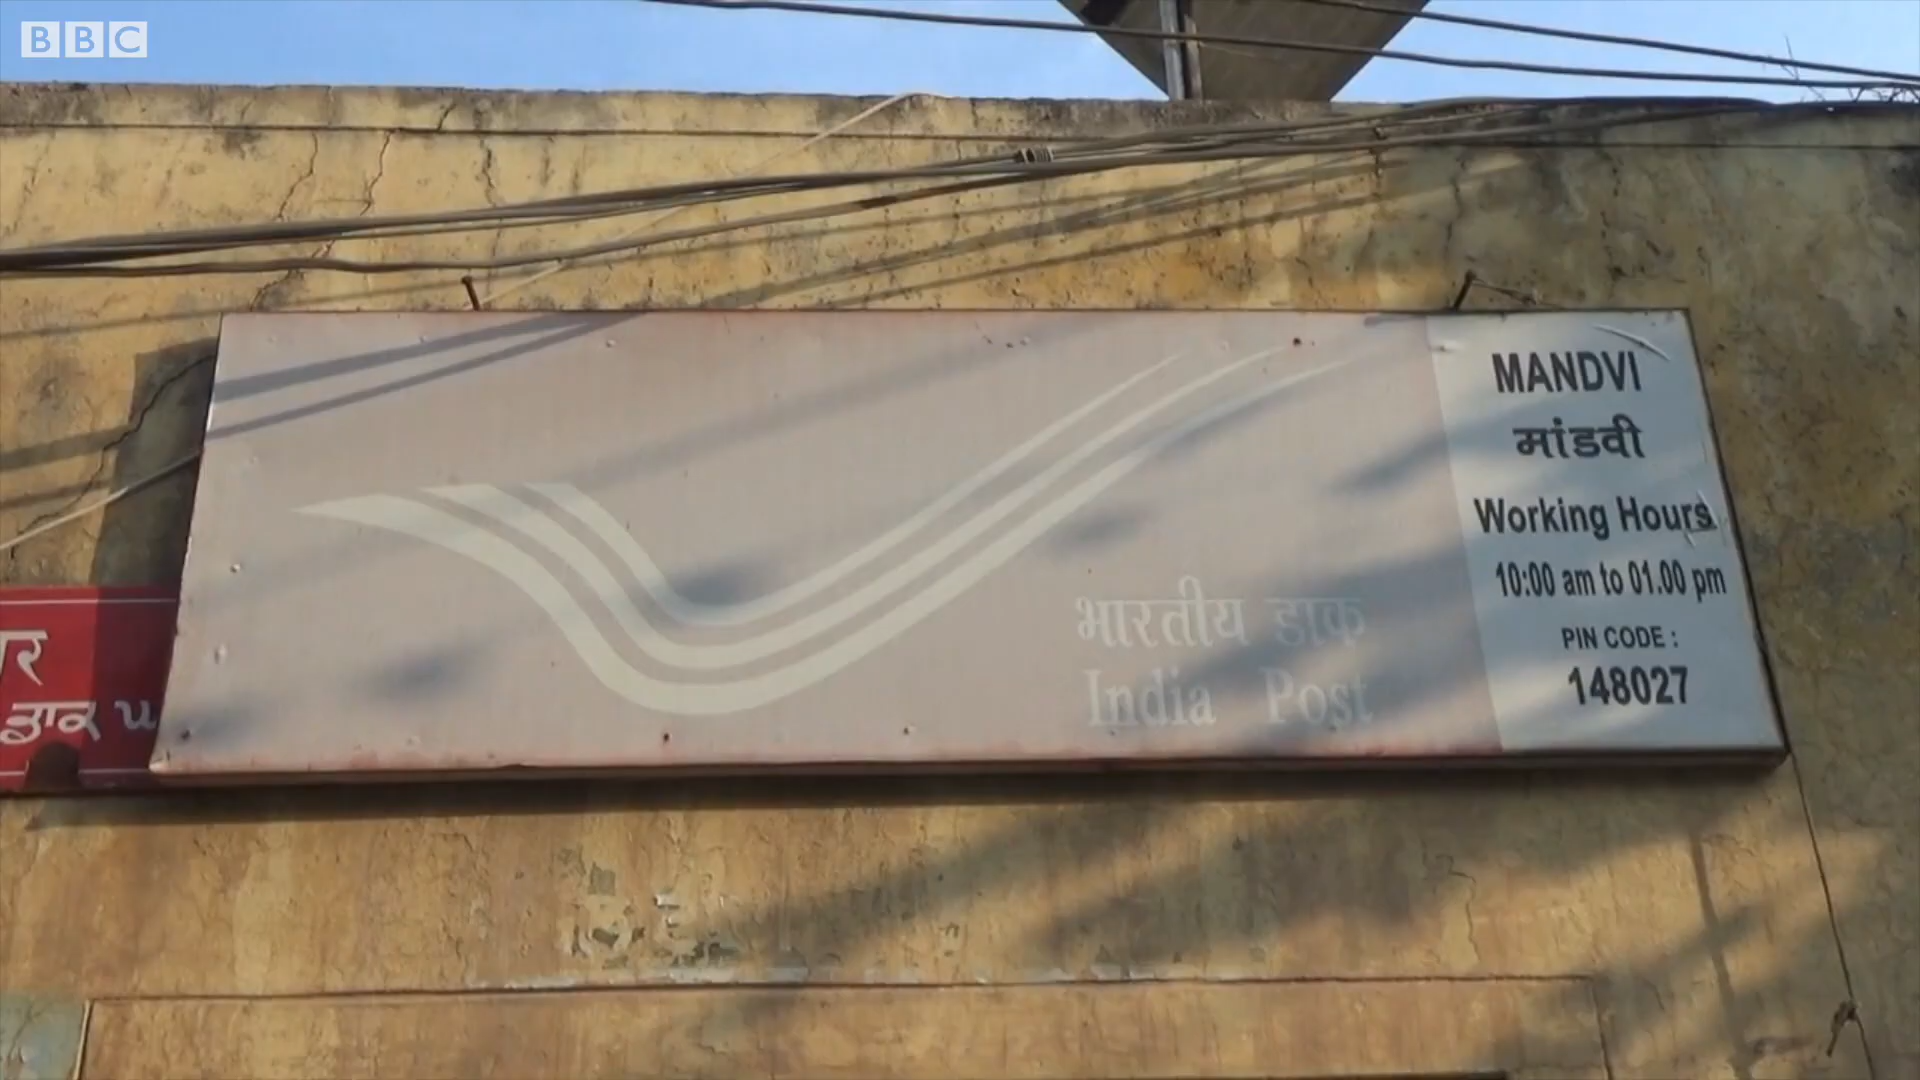 BBC
MANDVI
मांडवी
Working Hours
10:00 am to 01.00 pm
PIN CODE :
148027
भारतीय डाक
India Post
ਡਾਕ